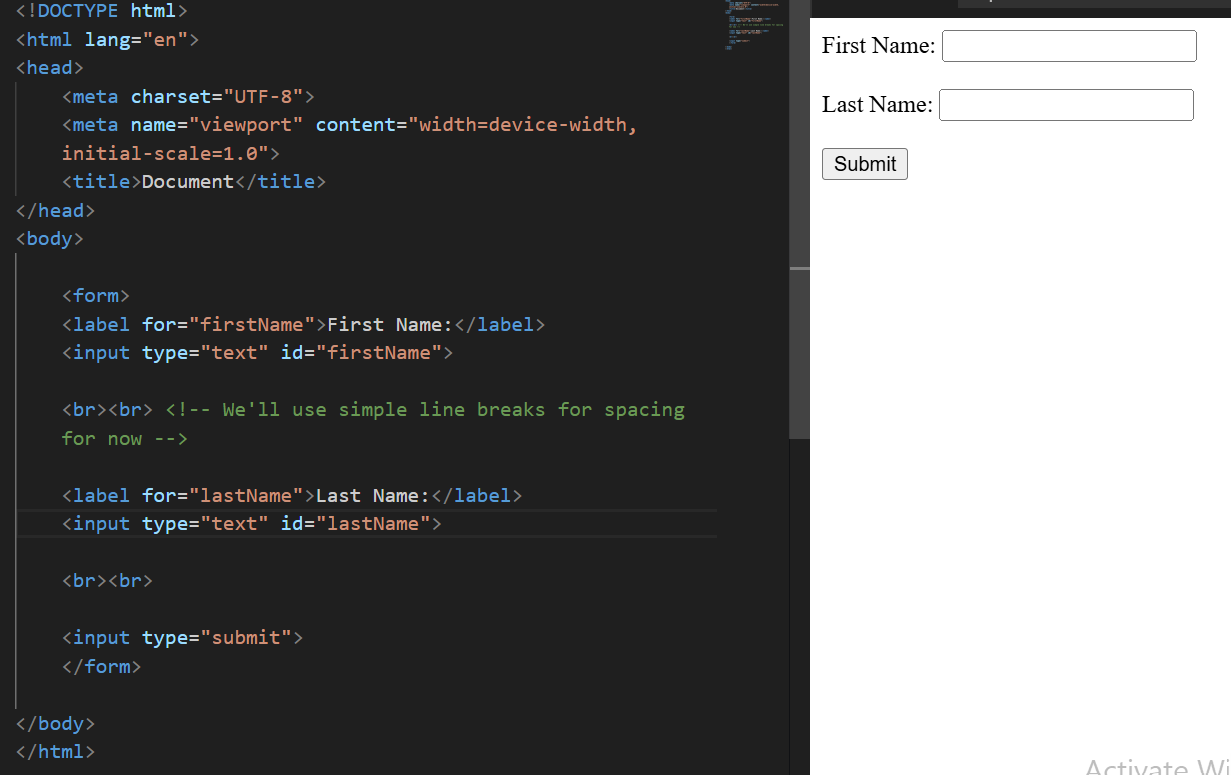 <!DOCTYPE html>
<html lang="en">
<head>
<meta charset="UTF-8">
<meta name="viewport" content="width=device-width,
initial-scale=1.0">
<title>Document</title>
</head>
<body>
<form>
<label for="firstName">First Name:</label>
<input type="text" id="firstName">
<br><br> <!-- We'll use simple line breaks for spacing
for now -->
<label for="lastName">Last Name:</label>
<input type="text" id="lastName">
<br><br>
<input type="submit">
</form>
</body>
</html>
First Name:
Last Name:
Submit
Activate